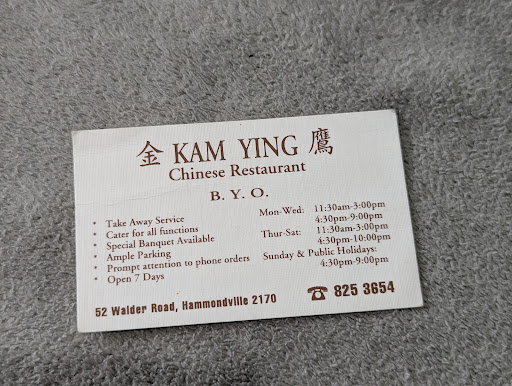 金 KAM YING 鷹
Chinese Restaurant
B. Y. O.
• Take Away Service
• Cater for all functions
• Special Banquet Available
• Ample Parking
• Prompt attention to phone orders
• Open 7 Days
Mon-Wed: 11:30am-3:00pm
4:30pm-9:00pm
Thur-Sat: 11:30am-3:00pm
4:30pm-10:00pm
Sunday & Public Holidays:
4:30pm-9:00pm
52 Walder Road, Hammondville 2170
☎ 825 3654